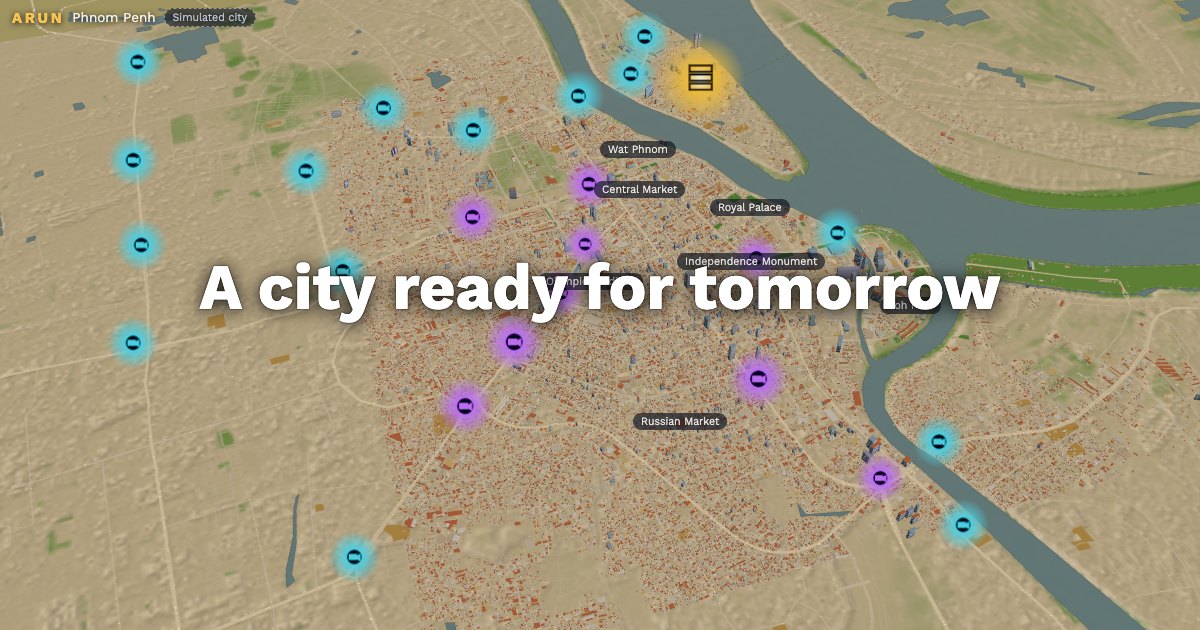 ARUN Phnom Penh Simulated city
Wat Phnom
Central Market
Royal Palace
Independence Monument
A city ready for tomorrow
Russian Market